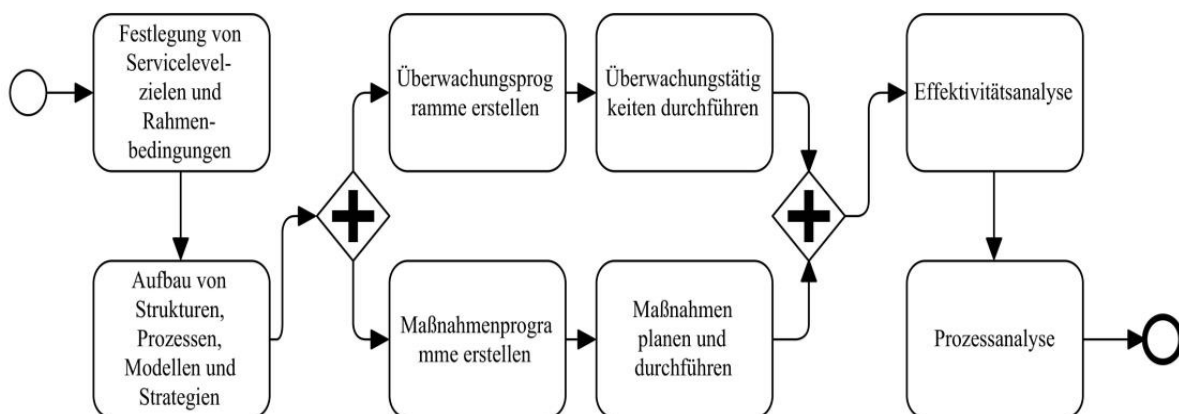 Festlegung von
Servicelevel-
zielen und
Rahmen-
bedingungen
Aufbau von
Strukturen,
Prozessen,
Modellen und
Strategien
Überwachungsprog
ramme erstellen
Überwachungstätig
keiten durchführen
Maßnahmenprogra
mme erstellen
Maßnahmen
planen und
durchführen
Effektivitätsanalyse
Prozessanalyse